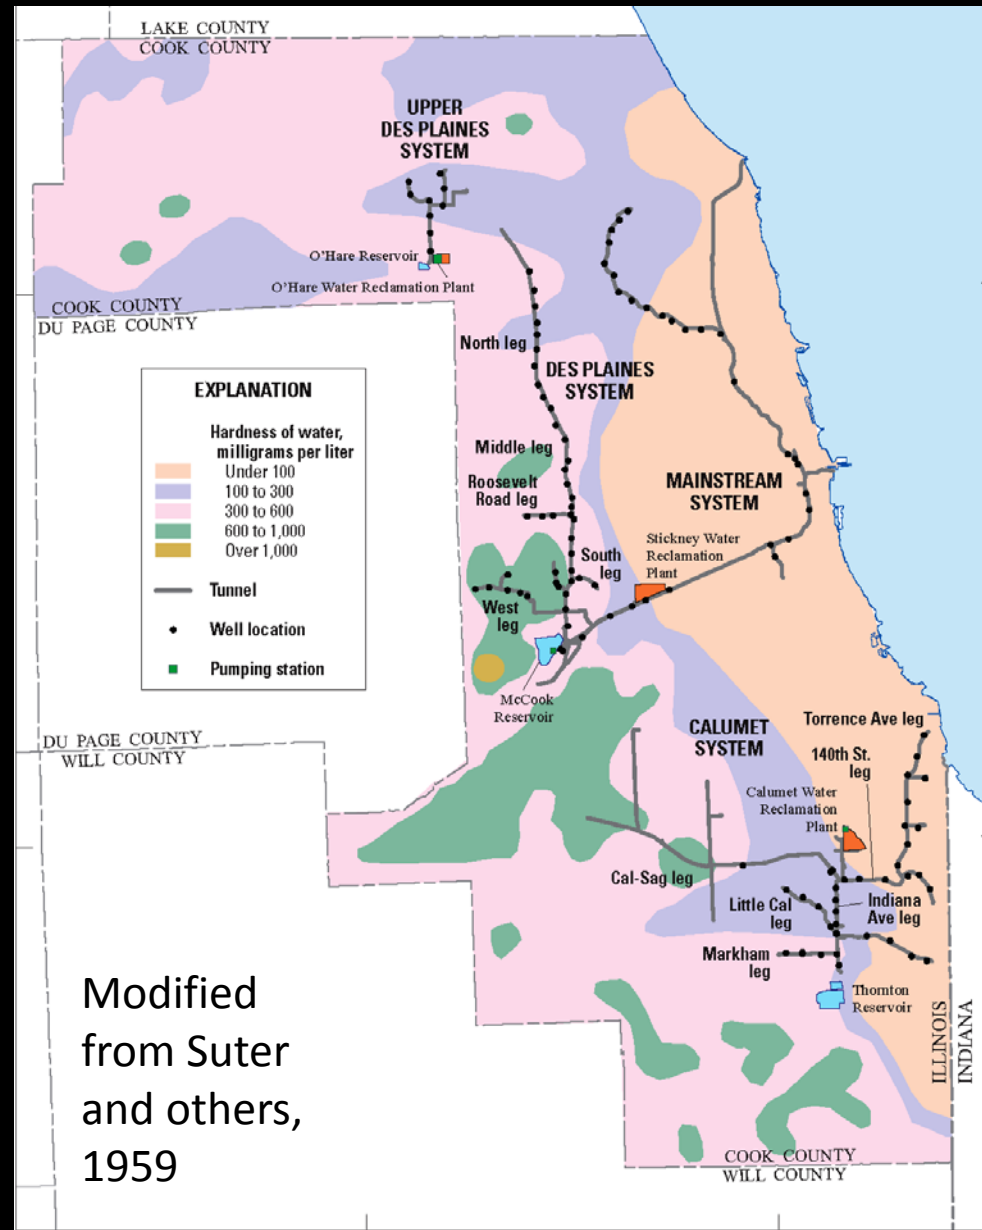 LAKE COUNTY
COOK COUNTY
UPPER
DES PLAINES
SYSTEM
O'Hare Reservoir
O'Hare Water Reclamation Plant
COOK COUNTY
DU PAGE COUNTY
North leg
DES PLAINES
SYSTEM
EXPLANATION
Hardness of water,
milligrams per liter
Under 100
100 to 300
300 to 600
600 to 1,000
Over 1,000
Tunnel
Well location
Pumping station
Middle leg
Roosevelt
Road leg
MAINSTREAM
SYSTEM
Stickney Water
Reclamation
Plant
South
leg
West
leg
McCook
Reservoir
DU PAGE COUNTY
WILL COUNTY
CALUMET
SYSTEM
Torrence Ave leg
140th St.
leg
Calumet Water
Reclamation
Plant
Cal-Sag leg
Little Cal
leg
Indiana
Ave leg
Markham
leg
Thornton
Reservoir
ILLINOIS
INDIANA
Modified
from Suter
and others,
1959
COOK COUNTY
WILL COUNTY